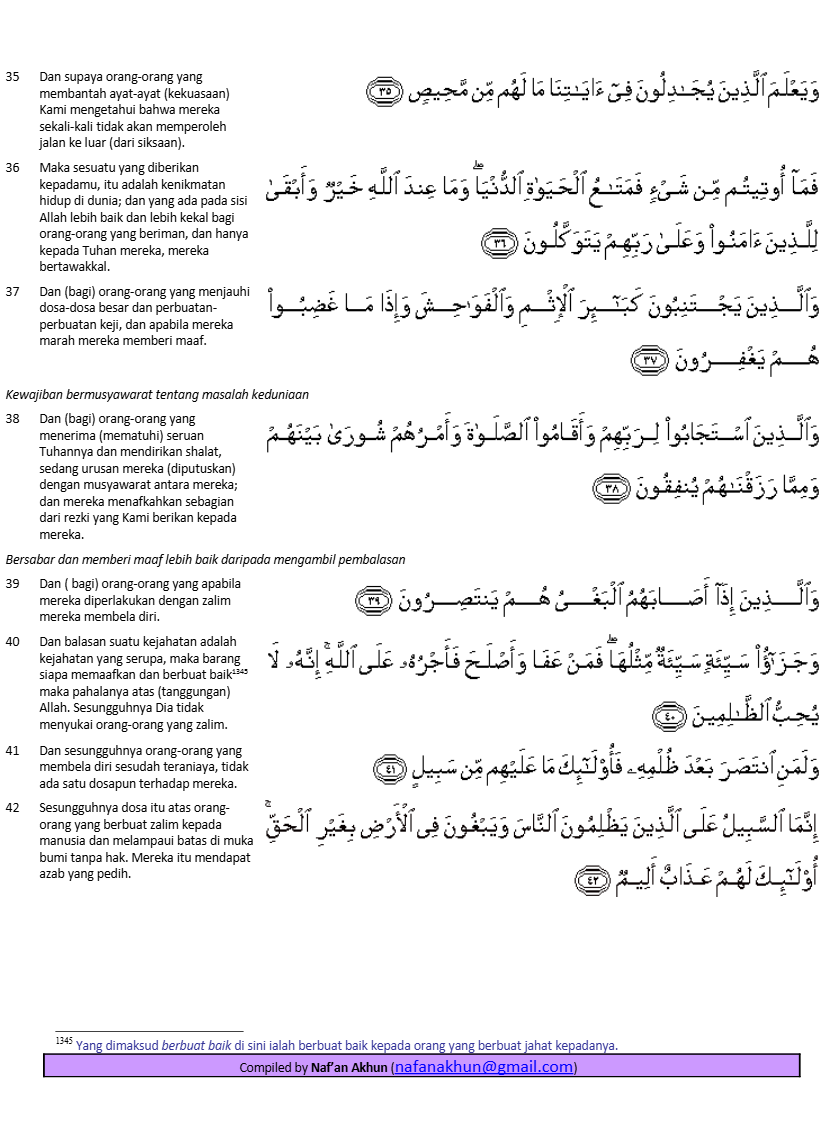 35 Dan supaya orang-orang yang
membantah ayat-ayat (kekuasaan)
Kami mengetahui bahwa mereka
sekali-kali tidak akan memperoleh
jalan ke luar (dari siksaan).
وَيَعْلَمَ ٱلَّذِينَ يُجَـٰدِلُونَ فِىٓ ءَايَـٰتِنَا مَا لَهُم مِّن مَّحِيصٍ ٣٥
36 Maka sesuatu yang diberikan
kepadamu, itu adalah kenikmatan
hidup di dunia; dan yang ada pada sisi
Allah lebih baik dan lebih kekal bagi
orang-orang yang beriman, dan hanya
kepada Tuhan mereka, mereka
bertawakkal.
فَمَآ أُوتِيتُم مِّن شَىْءٍ فَمَتَـٰعُ ٱلْحَيَوٰةِ ٱلدُّنْيَا ۖ وَمَا عِندَ ٱللَّهِ خَيْرٌ وَأَبْقَىٰ
لِلَّذِينَ ءَامَنُوا۟ وَعَلَىٰ رَبِّهِمْ يَتَوَكَّلُونَ ٣٦
37 Dan (bagi) orang-orang yang menjauhi
dosa-dosa besar dan perbuatan-
perbuatan keji, dan apabila mereka
marah mereka memberi maaf.
وَٱلَّذِينَ يَجْتَنِبُونَ كَبَـٰٓئِرَ ٱلْإِثْمِ وَٱلْفَوَٰحِشَ وَإِذَا مَا غَضِبُوا۟
هُمْ يَغْفِرُونَ ٣٧
Kewajiban bermusyawarat tentang masalah keduniaan
38 Dan (bagi) orang-orang yang
menerima (mematuhi) seruan
Tuhannya dan mendirikan shalat,
sedang urusan mereka (diputuskan)
dengan musyawarat antara mereka;
dan mereka menafkahkan sebagian
dari rezki yang Kami berikan kepada
mereka.
وَٱلَّذِينَ ٱسْتَجَابُوا۟ لِرَبِّهِمْ وَأَقَامُوا۟ ٱلصَّلَوٰةَ وَأَمْرُهُمْ شُورَىٰ بَيْنَهُمْ
وَمِمَّا رَزَقْنَـٰهُمْ يُنفِقُونَ ٣٨
Bersabar dan memberi maaf lebih baik daripada mengambil pembalasan
39 Dan ( bagi) orang-orang yang apabila
mereka diperlakukan dengan zalim
mereka membela diri.
وَٱلَّذِينَ إِذَآ أَصَابَهُمُ ٱلْبَغْىُ هُمْ يَنتَصِرُونَ ٣٩
40 Dan balasan suatu kejahatan adalah
kejahatan yang serupa, maka barang
siapa memaafkan dan berbuat baik¹³⁴⁵
maka pahalanya atas (tanggungan)
Allah. Sesungguhnya Dia tidak
menyukai orang-orang yang zalim.
وَجَزَٰٓؤُا۟ سَيِّئَةٍ سَيِّئَةٌ مِّثْلُهَا ۖ فَمَنْ عَفَا وَأَصْلَحَ فَأَجْرُهُۥ عَلَى ٱللَّهِ ۚ إِنَّهُۥ لَا
يُحِبُّ ٱلظَّـٰلِمِينَ ٤٠
41 Dan sesungguhnya orang-orang yang
membela diri sesudah teraniaya, tidak
ada satu dosapun terhadap mereka.
وَلَمَنِ ٱنتَصَرَ بَعْدَ ظُلْمِهِۦ فَأُو۟لَـٰٓئِكَ مَا عَلَيْهِم مِّن سَبِيلٍ ٤١
42 Sesungguhnya dosa itu atas orang-
orang yang berbuat zalim kepada
manusia dan melampaui batas di muka
bumi tanpa hak. Mereka itu mendapat
azab yang pedih.
إِنَّمَا ٱلسَّبِيلُ عَلَى ٱلَّذِينَ يَظْلِمُونَ ٱلنَّاسَ وَيَبْغُونَ فِى ٱلْأَرْضِ بِغَيْرِ ٱلْحَقِّ ۚ
أُو۟لَـٰٓئِكَ لَهُمْ عَذَابٌ أَلِيمٌ ٤٢
¹³⁴⁵ Yang dimaksud berbuat baik di sini ialah berbuat baik kepada orang yang berbuat jahat kepadanya.
Compiled by Naf’an Akhun (nafanakhun@gmail.com)